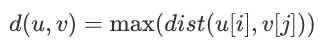 d(u, v) = max(dist(u[i], v[j]))